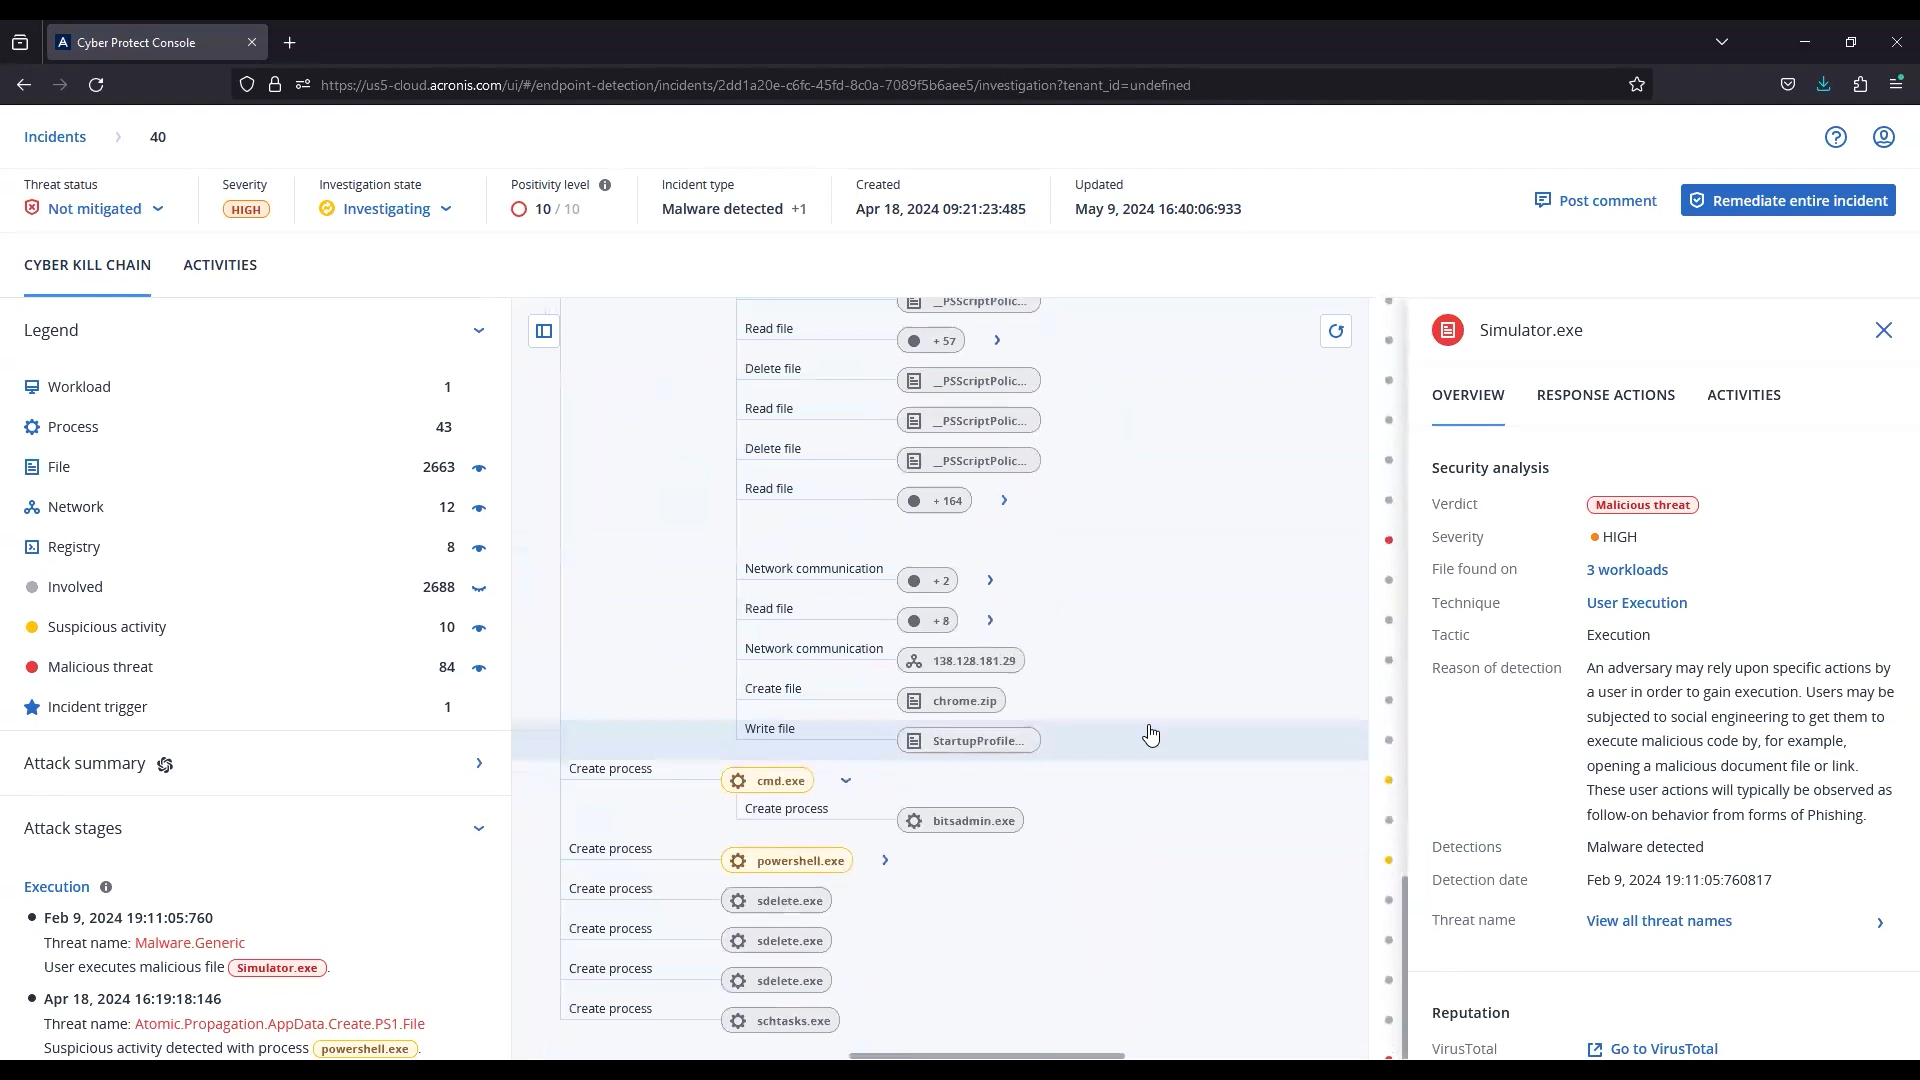 Cyber Protect Console
https://us5-cloud.acronis.com/ui/#/endpoint-detection/incidents/2dd1a20e-c6fc-45fd-8c0a-7089f5b6aee5/investigation?tenant_id=undefined
Incidents 40
Threat status
Not mitigated
Severity
HIGH
Investigation state
Investigating
Positivity level
10 / 10
Incident type
Malware detected +1
Created
Apr 18, 2024 09:21:23:485
Updated
May 9, 2024 16:40:06:933
Post comment
Remediate entire incident
CYBER KILL CHAIN
ACTIVITIES
Legend
Workload 1
Process 43
File 2663
Network 12
Registry 8
Involved 2688
Suspicious activity 10
Malicious threat 84
Incident trigger 1
Attack summary
Attack stages
Execution
Feb 9, 2024 19:11:05:760
Threat name: Malware.Generic
User executes malicious file Simulator.exe.
Apr 18, 2024 16:19:18:146
Threat name: Atomic.Propagation.AppData.Create.PS1.File
Suspicious activity detected with process powershell.exe.
__PSScriptPolic...
Read file
+ 57
Delete file
__PSScriptPolic...
Read file
__PSScriptPolic...
Delete file
__PSScriptPolic...
Read file
+ 164
Network communication
+ 2
Read file
+ 8
Network communication
138.128.181.29
Create file
chrome.zip
Write file
StartupProfile...
Create process
cmd.exe
Create process
bitsadmin.exe
Create process
powershell.exe
Create process
sdelete.exe
Create process
sdelete.exe
Create process
sdelete.exe
Create process
schtasks.exe
Simulator.exe
OVERVIEW
RESPONSE ACTIONS
ACTIVITIES
Security analysis
Verdict Malicious threat
Severity HIGH
File found on 3 workloads
Technique User Execution
Tactic Execution
Reason of detection An adversary may rely upon specific actions by
a user in order to gain execution. Users may be
subjected to social engineering to get them to
execute malicious code by, for example,
opening a malicious document file or link.
These user actions will typically be observed as
follow-on behavior from forms of Phishing.
Detections Malware detected
Detection date Feb 9, 2024 19:11:05:760817
Threat name View all threat names
Reputation
VirusTotal Go to VirusTotal